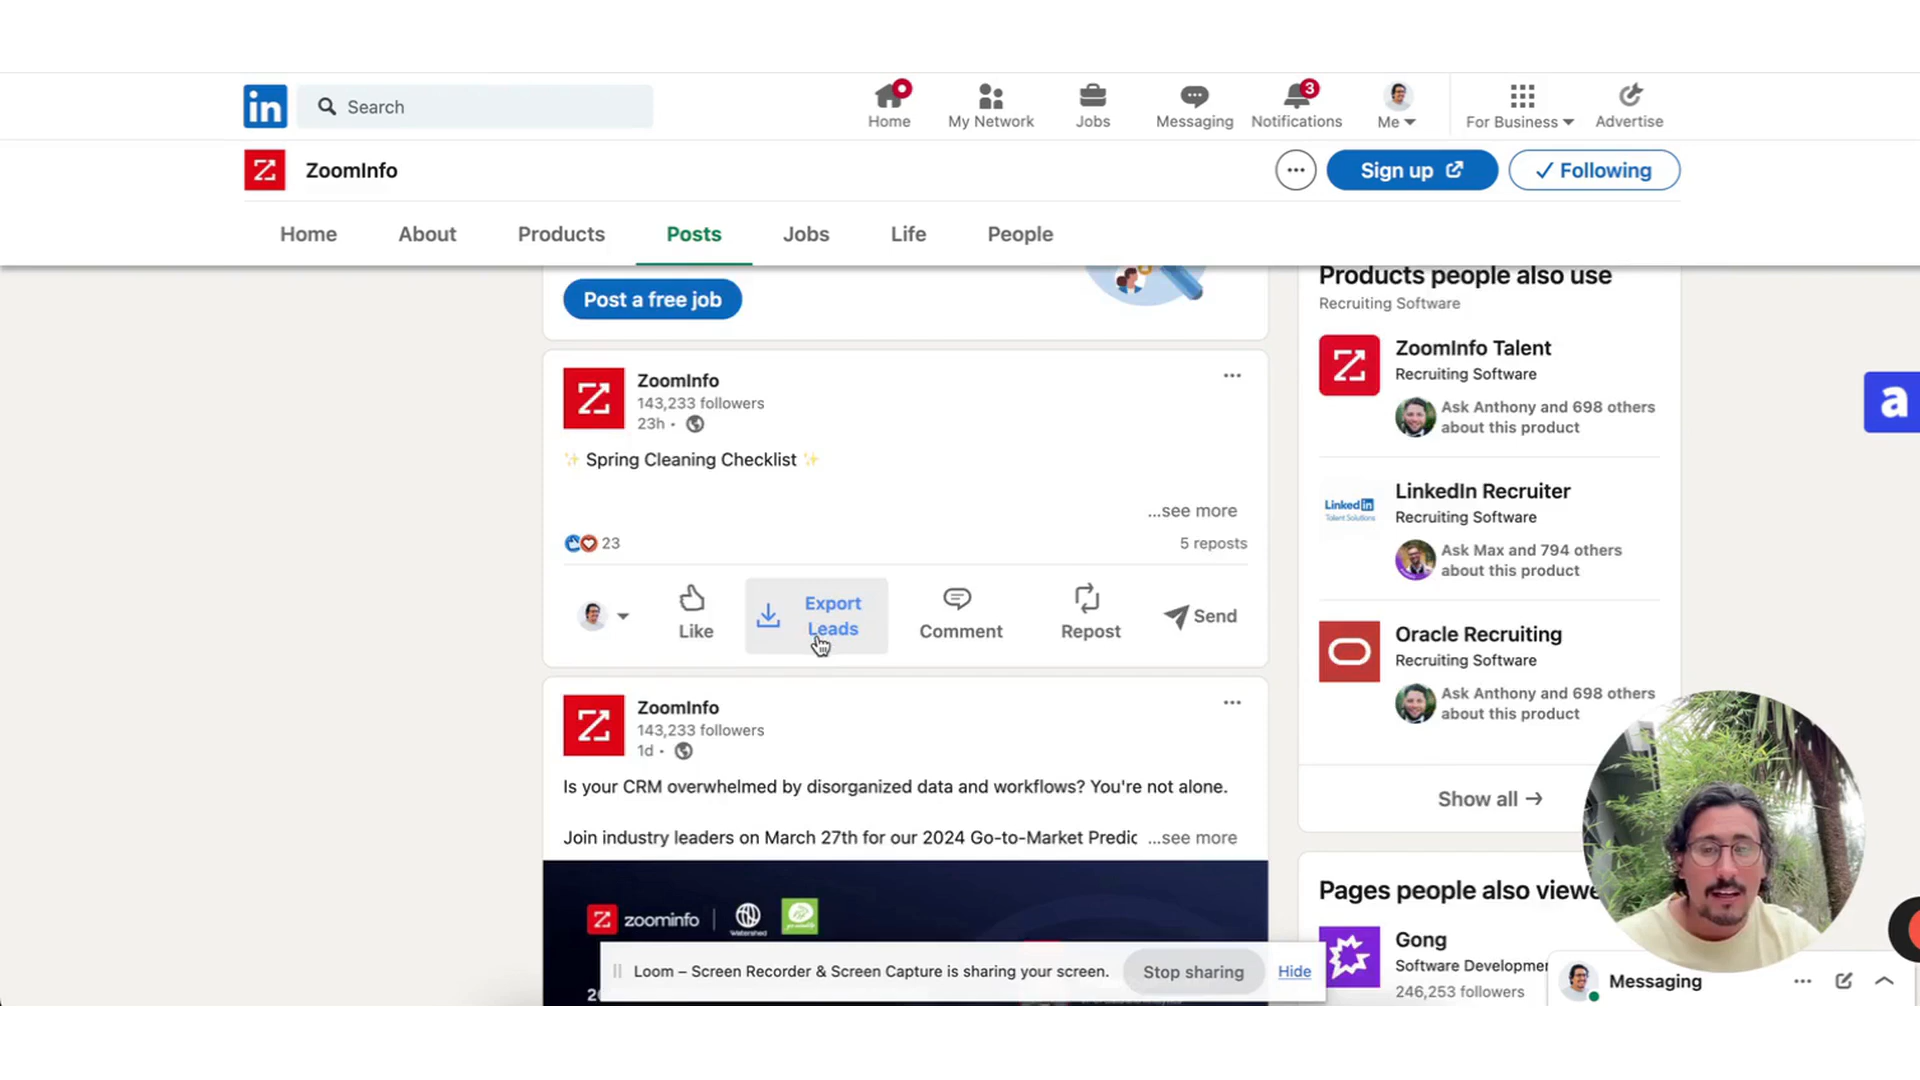 in
Search
Home
My Network
Jobs
Messaging
3
Notifications
Me
For Business
Advertise
ZoomInfo
Sign up
Following
Home
About
Products
Posts
Jobs
Life
People
Post a free job
ZoomInfo
143,233 followers
23h •
✨ Spring Cleaning Checklist ✨
...see more
23
5 reposts
Like
Export
Leads
Comment
Repost
Send
ZoomInfo
143,233 followers
1d •
Is your CRM overwhelmed by disorganized data and workflows? You're not alone.
Join industry leaders on March 27th for our 2024 Go-to-Market Predic ...see more
zoominfo
Watershed
Loom – Screen Recorder & Screen Capture is sharing your screen.
Stop sharing
Hide
Products people also use
Recruiting Software
ZoomInfo Talent
Recruiting Software
Ask Anthony and 698 others
about this product
LinkedIn
Talent Solutions
LinkedIn Recruiter
Recruiting Software
Ask Max and 794 others
about this product
Oracle Recruiting
Recruiting Software
Ask Anthony and 698 others
about this product
Show all →
Pages people also viewe
Gong
Software Developmen
246,253 followers
Messaging
a